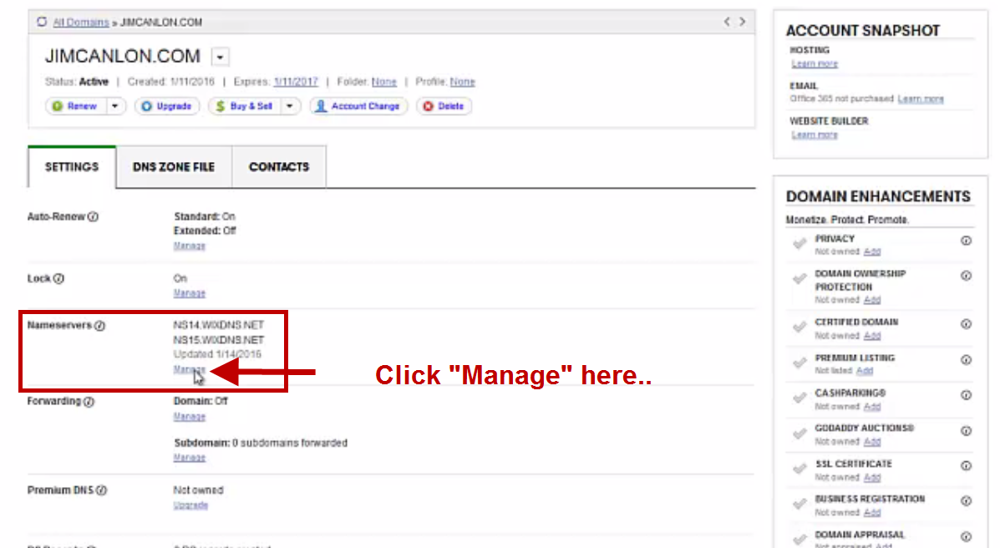 All Domains » JIMCANLON.COM
JIMCANLON.COM
Status: Active | Created: 1/11/2016 | Expires: 1/11/2017 | Folder: None | Profile: None
Renew Upgrade Buy & Sell Account Change Delete
SETTINGS DNS ZONE FILE CONTACTS
Auto-Renew Standard: On
Extended: Off
Manage
Lock On
Manage
Nameservers NS14.WIXDNS.NET
NS15.WIXDNS.NET
Updated 1/14/2016
Manage
Click "Manage" here..
Forwarding Domain: Off
Manage
Subdomain: 0 subdomains forwarded
Manage
Premium DNS Not owned
Upgrade
ACCOUNT SNAPSHOT
HOSTING
Learn more
EMAIL
Office 365 not purchased Learn more
WEBSITE BUILDER
Learn more
DOMAIN ENHANCEMENTS
Monetize. Protect. Promote.
PRIVACY
Not owned Add
DOMAIN OWNERSHIP
PROTECTION
Not owned Add
CERTIFIED DOMAIN
Not owned Add
PREMIUM LISTING
Not listed Add
CASHPARKING®
Not owned Add
GODADDY AUCTIONS®
Not owned Add
SSL CERTIFICATE
Not owned Add
BUSINESS REGISTRATION
Not owned Add
DOMAIN APPRAISAL
Not appraised Add